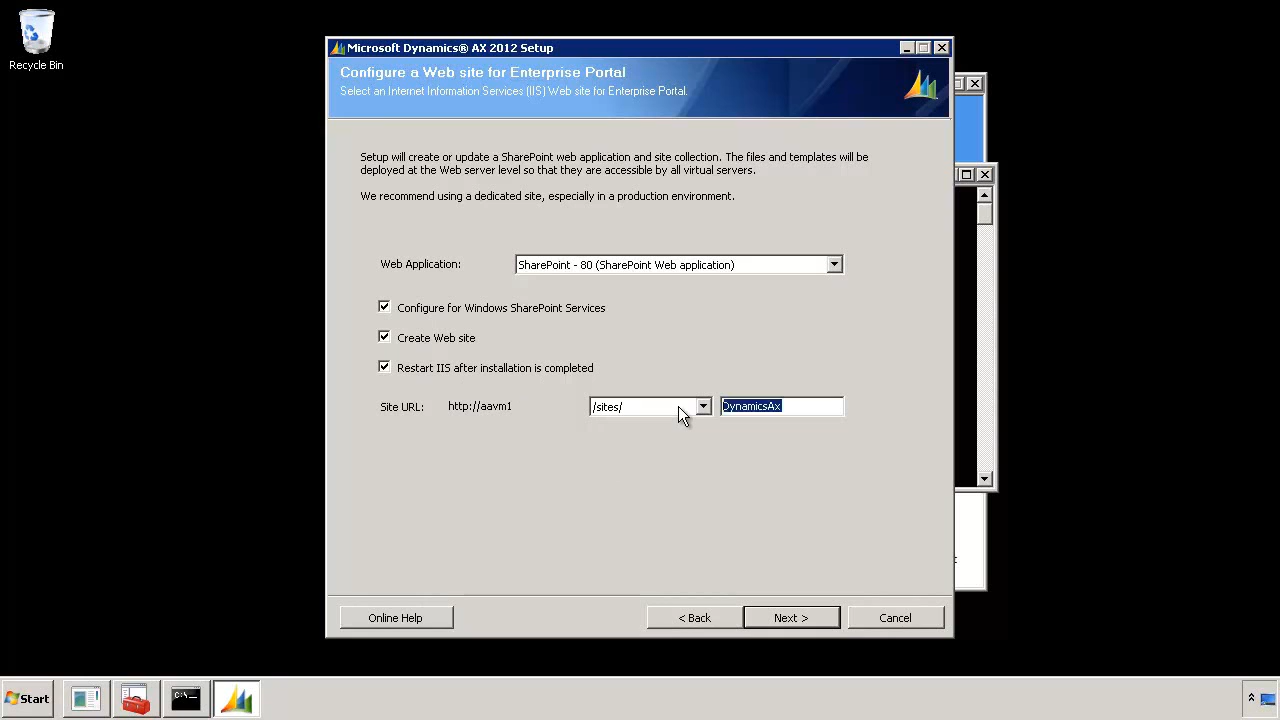 Recycle Bin
Microsoft Dynamics® AX 2012 Setup
Configure a Web site for Enterprise Portal
Select an Internet Information Services (IIS) Web site for Enterprise Portal.
Setup will create or update a SharePoint web application and site collection. The files and templates will be
deployed at the Web server level so that they are accessible by all virtual servers.
We recommend using a dedicated site, especially in a production environment.
Web Application: SharePoint - 80 (SharePoint Web application)
Configure for Windows SharePoint Services
Create Web site
Restart IIS after installation is completed
Site URL: http://aavm1 /sites/ DynamicsAx
Online Help < Back Next > Cancel
Start